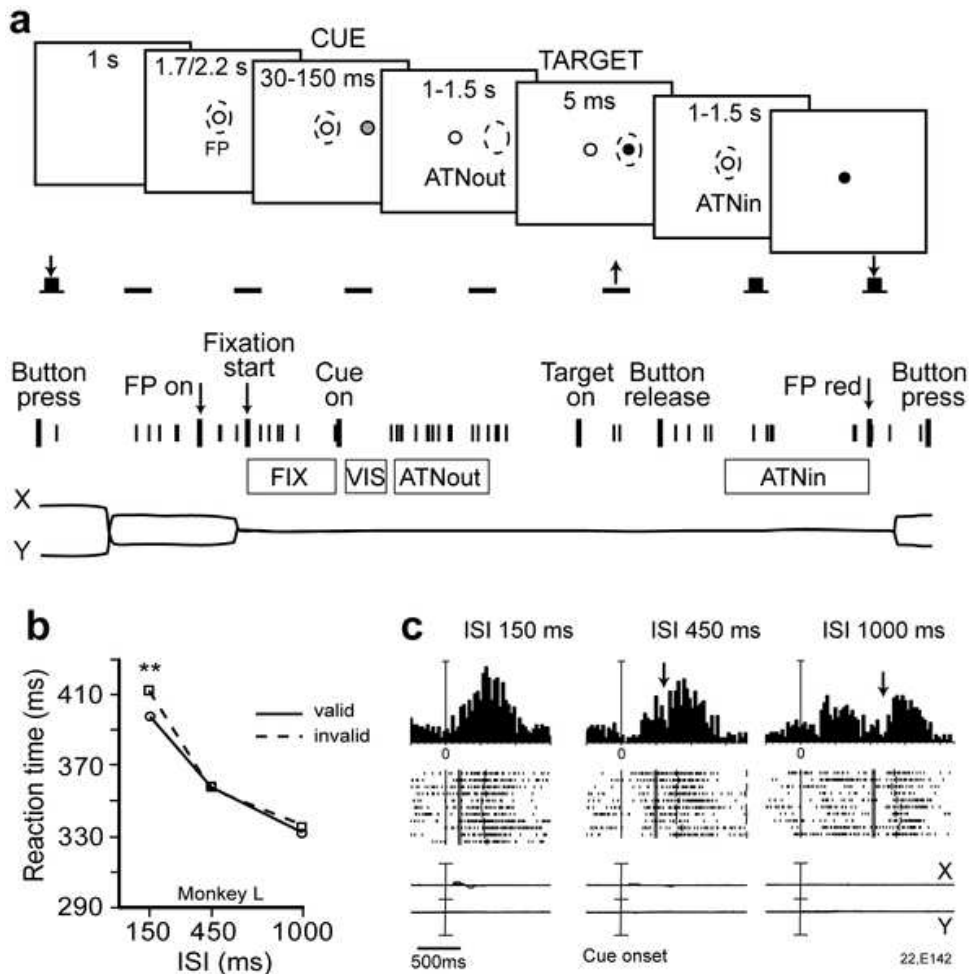 a
CUE
TARGET
1 s
1.7/2.2 s
30-150 ms
1-1.5 s
5 ms
1-1.5 s
FP
ATNout
ATNin
Button press
FP on
Fixation start
Cue on
Target on
Button release
FP red
Button press
FIX
VIS
ATNout
ATNin
X
Y
b
Reaction time (ms)
410
370
330
290
**
valid
invalid
Monkey L
150
450
1000
ISI (ms)
c
ISI 150 ms
ISI 450 ms
ISI 1000 ms
0
0
0
X
Y
500ms
Cue onset
22,E142